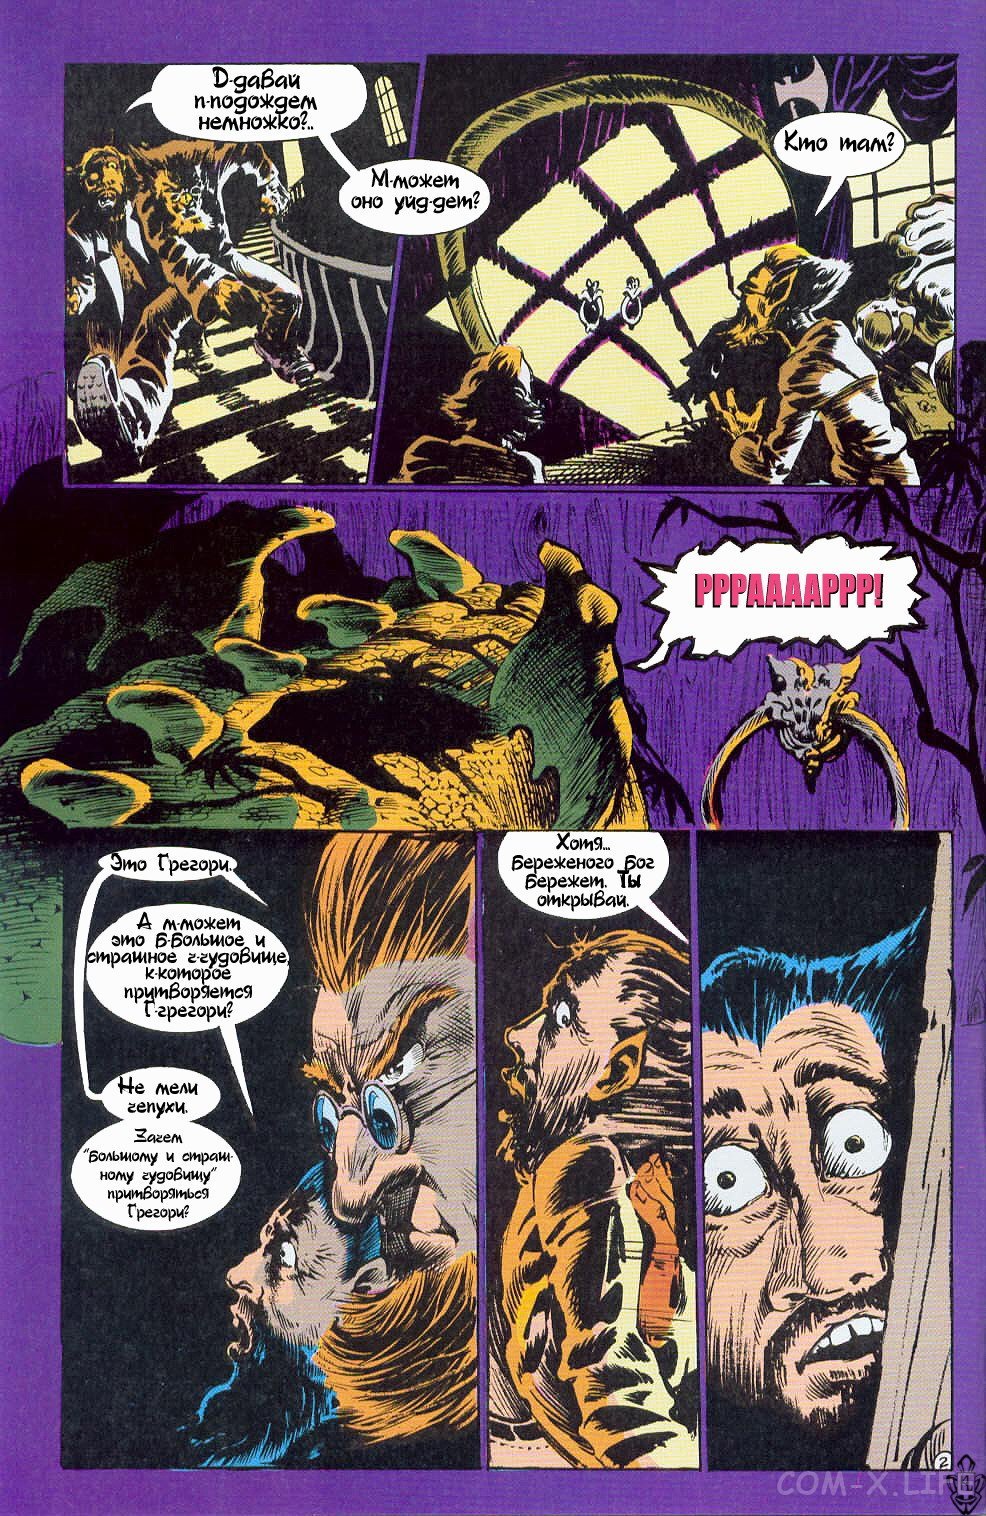 Д-давай
п-подождем
немножко?..
М-может
оно уйд-дет?
Кто там?
РРРАААAРРР!
Это Грегори.
А м-может
это Б-Большое и
страшное ч-чудовище,
к-которое
притворяется
Г-грегори?
Не мели
чепухи.
Зачем
"Большому и страш-
ному чудовищу"
притворяться
Грегори?
Хотя...
Береженого Бог
Бережет. Ты
открывай.
2
COM-X.LIFE